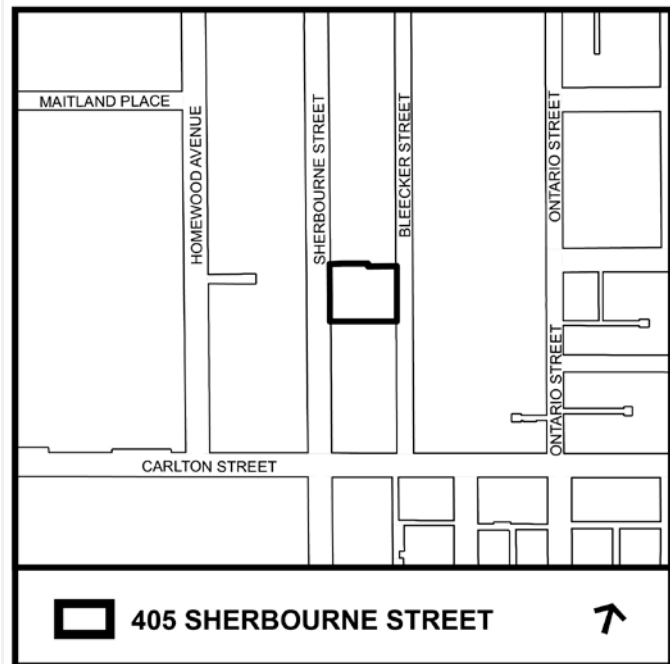 MAITLAND PLACE
HOMEWOOD AVENUE
SHERBOURNE STREET
BLEECKER STREET
ONTARIO STREET
ONTARIO STREET
CARLTON STREET
405 SHERBOURNE STREET